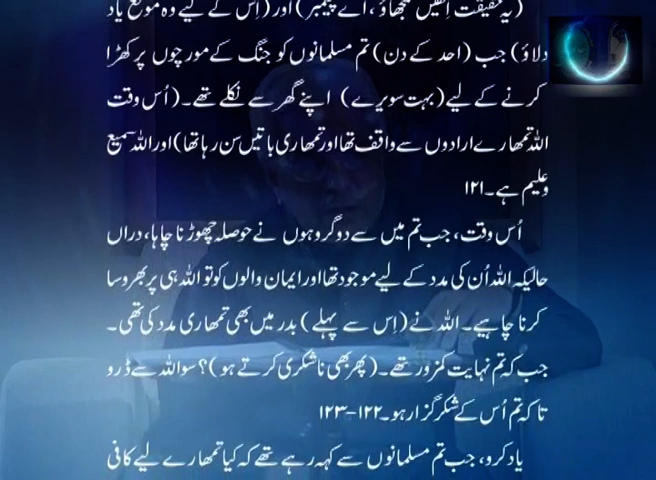 (یہ حقیقت اِنھیں سمجھاؤ، اے پیغمبر) اور (اِس کے لیے وہ موقع یاد
دلاؤ) جب (احد کے دن) تم مسلمانوں کو جنگ کے مورچوں پر کھڑا
کرنے کے لیے (بہت سویرے) اپنے گھر سے نکلے تھے۔ (اُس وقت
اللہ تمھارے ارادوں سے واقف تھا اور تمھاری باتیں سن رہا تھا) اور اللہ سمیع
و علیم ہے۔ ۱۲۱
اُس وقت، جب تم میں سے دو گروہوں نے حوصلہ چھوڑنا چاہا، دراں
حالیکہ اللہ اُن کی مدد کے لیے موجود تھا اور ایمان والوں کو تو اللہ ہی پر بھروسا
کرنا چاہیے۔ اللہ نے (اِس سے پہلے) بدر میں بھی تمھاری مدد کی تھی۔
جب کہ تم نہایت کمزور تھے۔ (پھر بھی ناشکری کرتے ہو)؟ سو اللہ سے ڈرو
تاکہ تم اُس کے شکرگزار ہو۔ ۱۲۲-۱۲۳
یاد کرو، جب تم مسلمانوں سے کہہ رہے تھے کہ کیا تمھارے لیے کافی